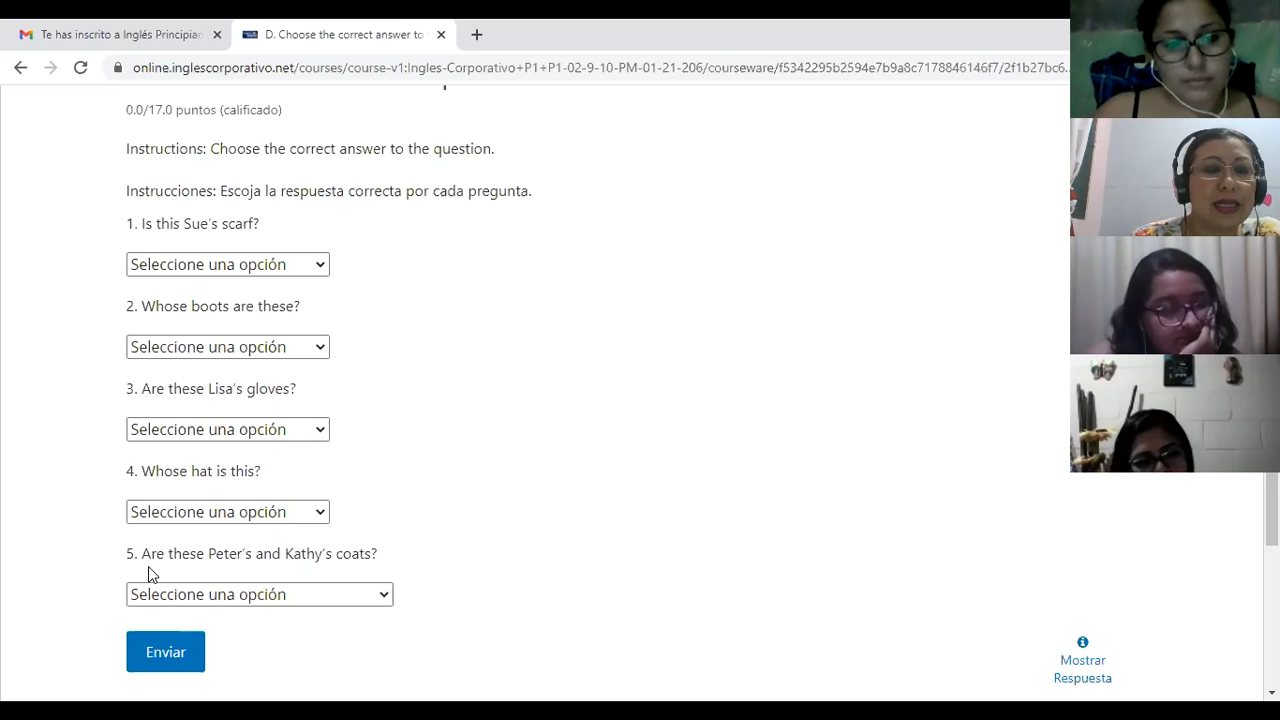 Te has inscrito a Inglés Principian
D. Choose the correct answer to
online.inglescorporativo.net/courses/course-v1:Ingles-Corporativo+P1+P1-02-9-10-PM-01-21-206/courseware/f5342295b2594e7b9a8c7178846146f7/2f1b27bc6...
0.0/17.0 puntos (calificado)
Instructions: Choose the correct answer to the question.
Instrucciones: Escoja la respuesta correcta por cada pregunta.
1. Is this Sue's scarf?
Seleccione una opción
2. Whose boots are these?
Seleccione una opción
3. Are these Lisa's gloves?
Seleccione una opción
4. Whose hat is this?
Seleccione una opción
5. Are these Peter's and Kathy's coats?
Seleccione una opción
Enviar
Mostrar
Respuesta